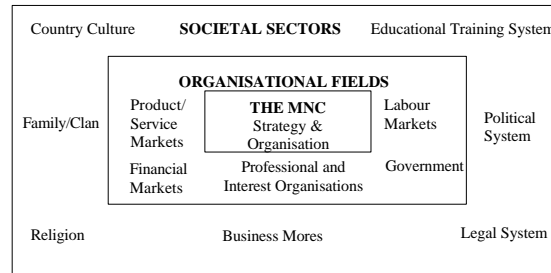 Country Culture SOCIETAL SECTORS Educational Training System
ORGANISATIONAL FIELDS
Family/Clan
Product/
Service
Markets
THE MNC
Strategy &
Organisation
Labour
Markets
Political
System
Financial
Markets
Professional and
Interest Organisations
Government
Religion Business Mores Legal System